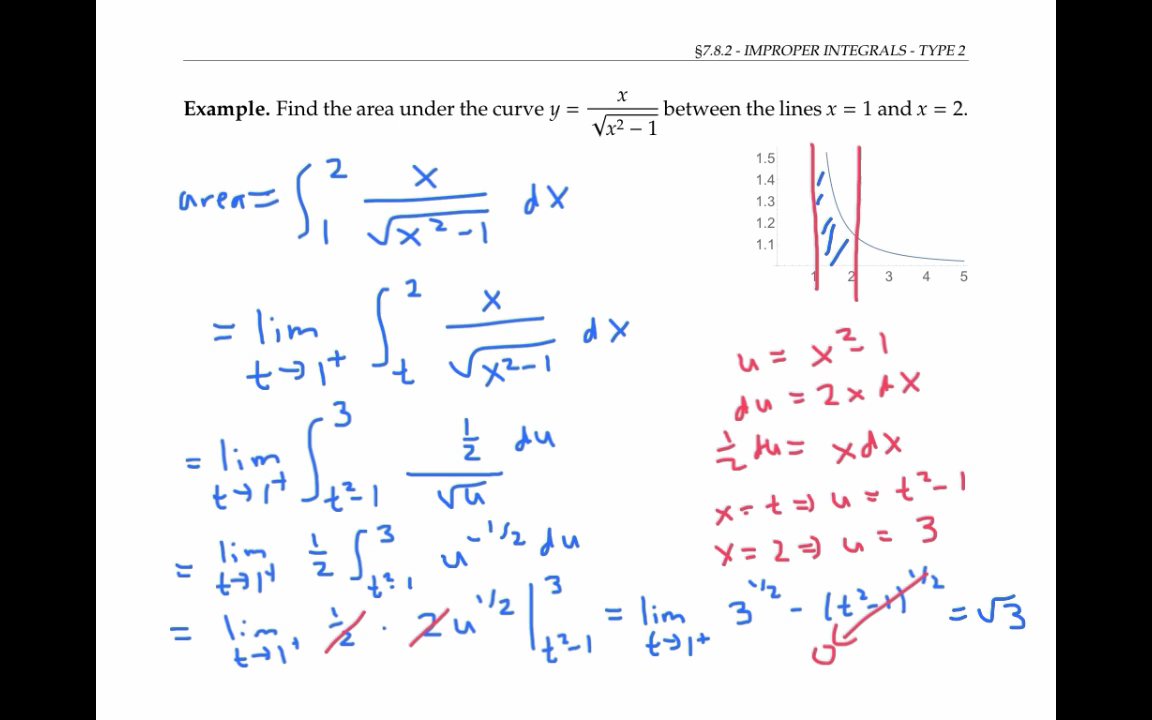 §7.8.2 - IMPROPER INTEGRALS - TYPE 2
Example. Find the area under the curve y = x/√(x² − 1) between the lines x = 1 and x = 2.
area = ∫₁² x/√(x²-1) dx
1.5
1.4
1.3
1.2
1.1
1 2 3 4 5
= lim t→1⁺ ∫_t^2 x/√(x²-1) dx
u = x² - 1
du = 2x dx
½ du = x dx
x = t ⇒ u = t² - 1
x = 2 ⇒ u = 3
= lim t→1⁺ ∫_{t²-1}^3 ½ du/√u
= lim t→1⁺ ½ ∫_{t²-1}^3 u^{-1/2} du
= lim t→1⁺ ½ · 2u^{1/2} |_{t²-1}^3 = lim t→1⁺ 3^{1/2} - (t²-1)^{1/2} = √3
0